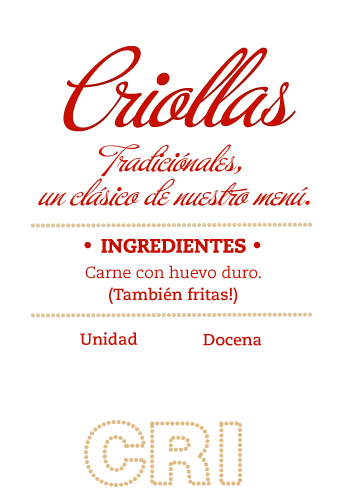 Criollas
Tradiciónales,
un clásico de nuestro menú.
• INGREDIENTES •
Carne con huevo duro.
(También fritas!)
Unidad Docena
CRI